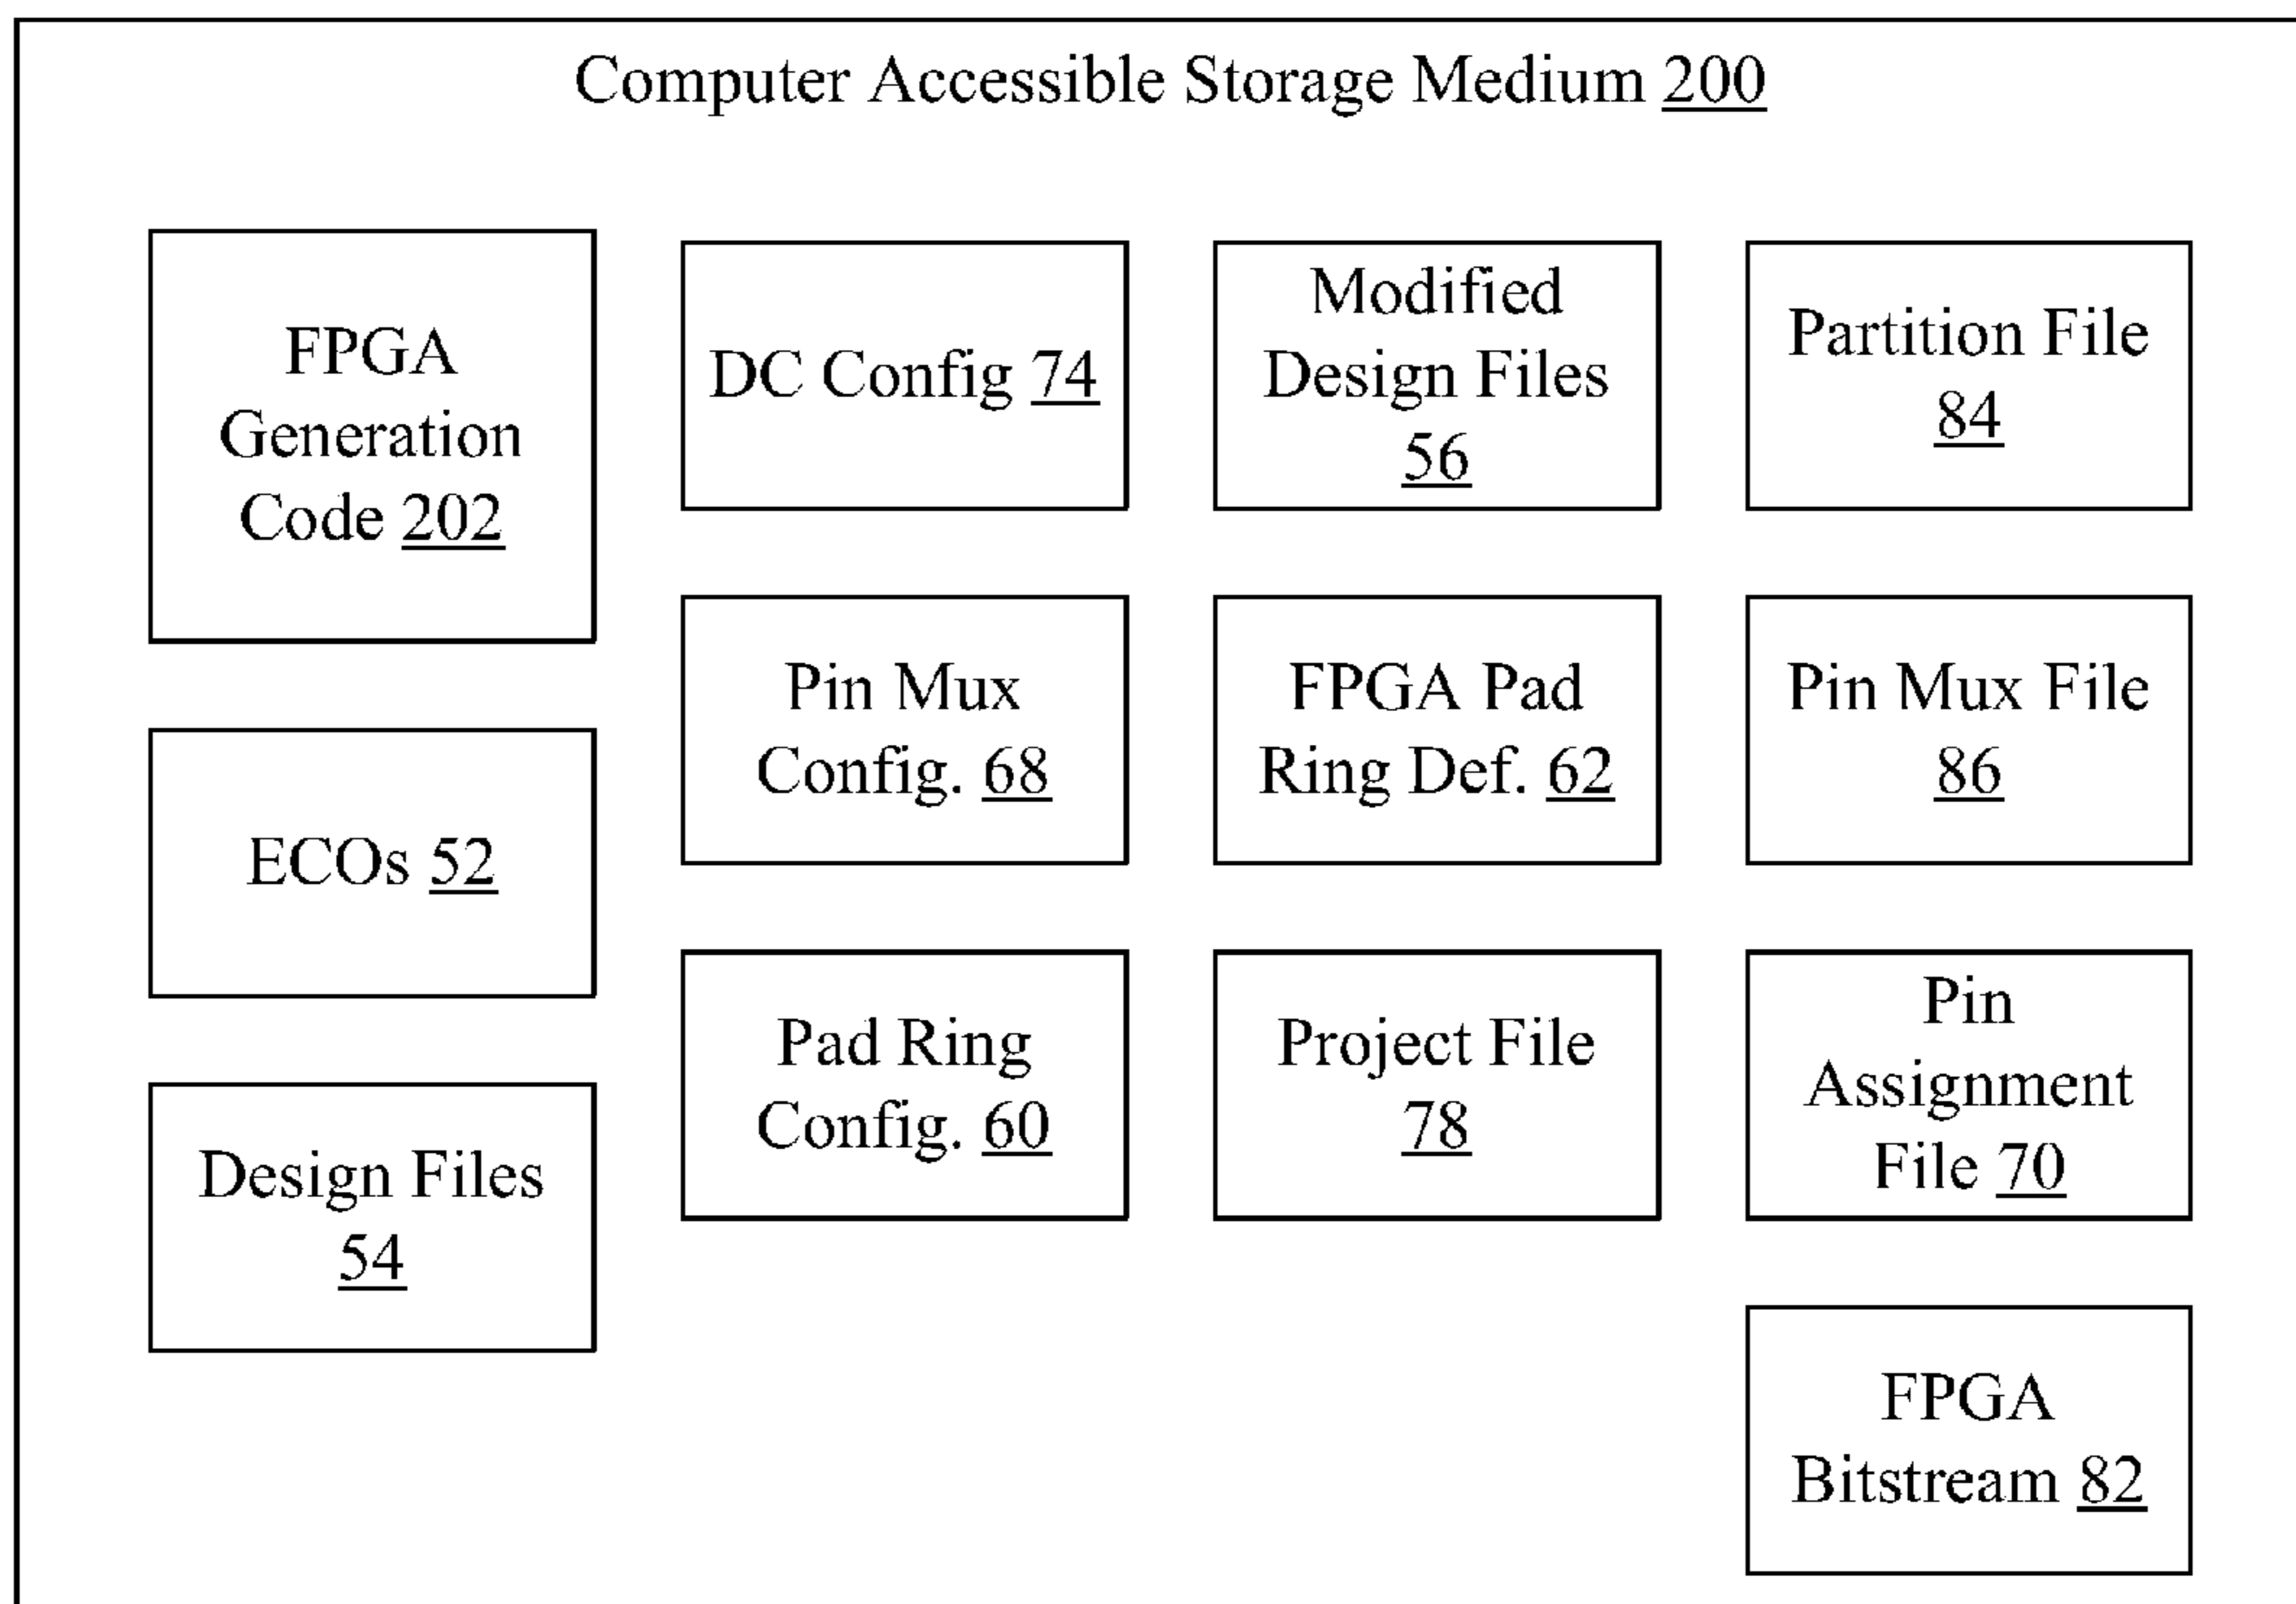 Computer Accessible Storage Medium 200
FPGA
Generation
Code 202
ECOs 52
Design Files
54
DC Config 74
Pin Mux
Config. 68
Pad Ring
Config. 60
Modified
Design Files
56
FPGA Pad
Ring Def. 62
Project File
78
Partition File
84
Pin Mux File
86
Pin
Assignment
File 70
FPGA
Bitstream 82